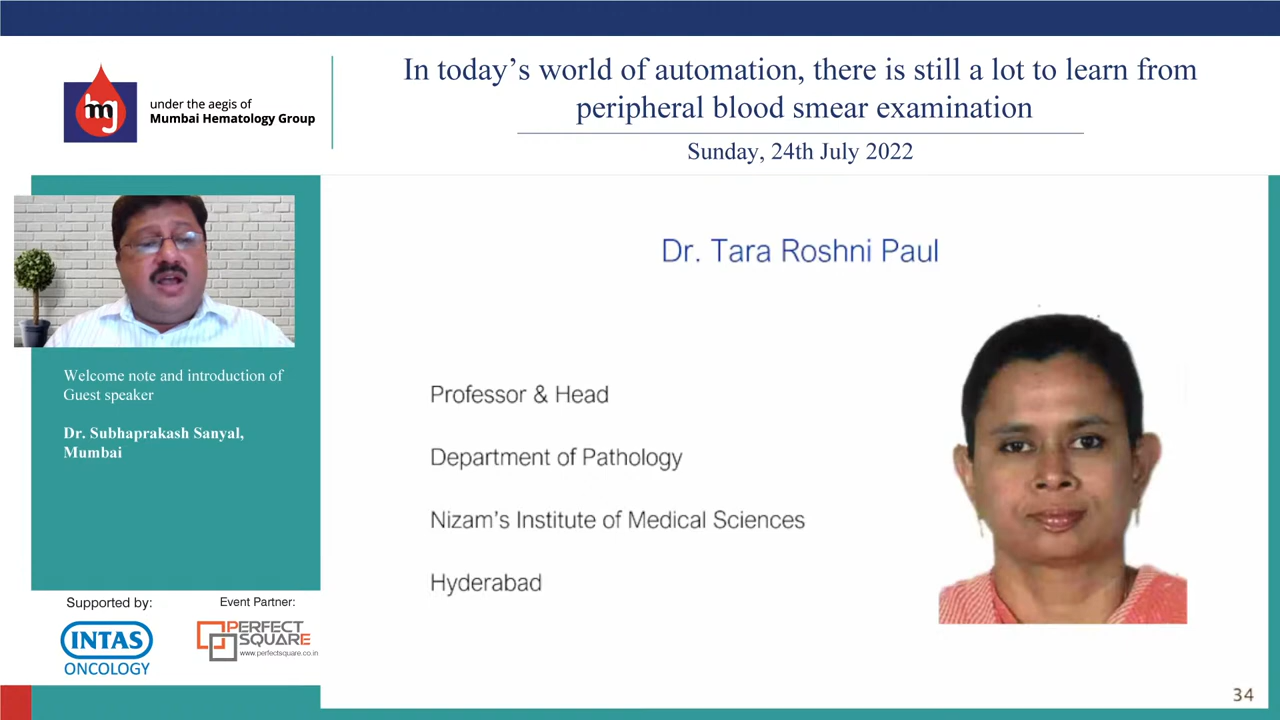 In today’s world of automation, there is still a lot to learn from
peripheral blood smear examination
Sunday, 24th July 2022
hmg
under the aegis of
Mumbai Hematology Group
Dr. Tara Roshni Paul
Professor & Head
Department of Pathology
Nizam’s Institute of Medical Sciences
Hyderabad
Welcome note and introduction of
Guest speaker
Dr. Subhaprakash Sanyal,
Mumbai
Supported by:
INTAS
ONCOLOGY
Event Partner:
PERFECT
SQUARE
www.perfectsquare.co.in
34